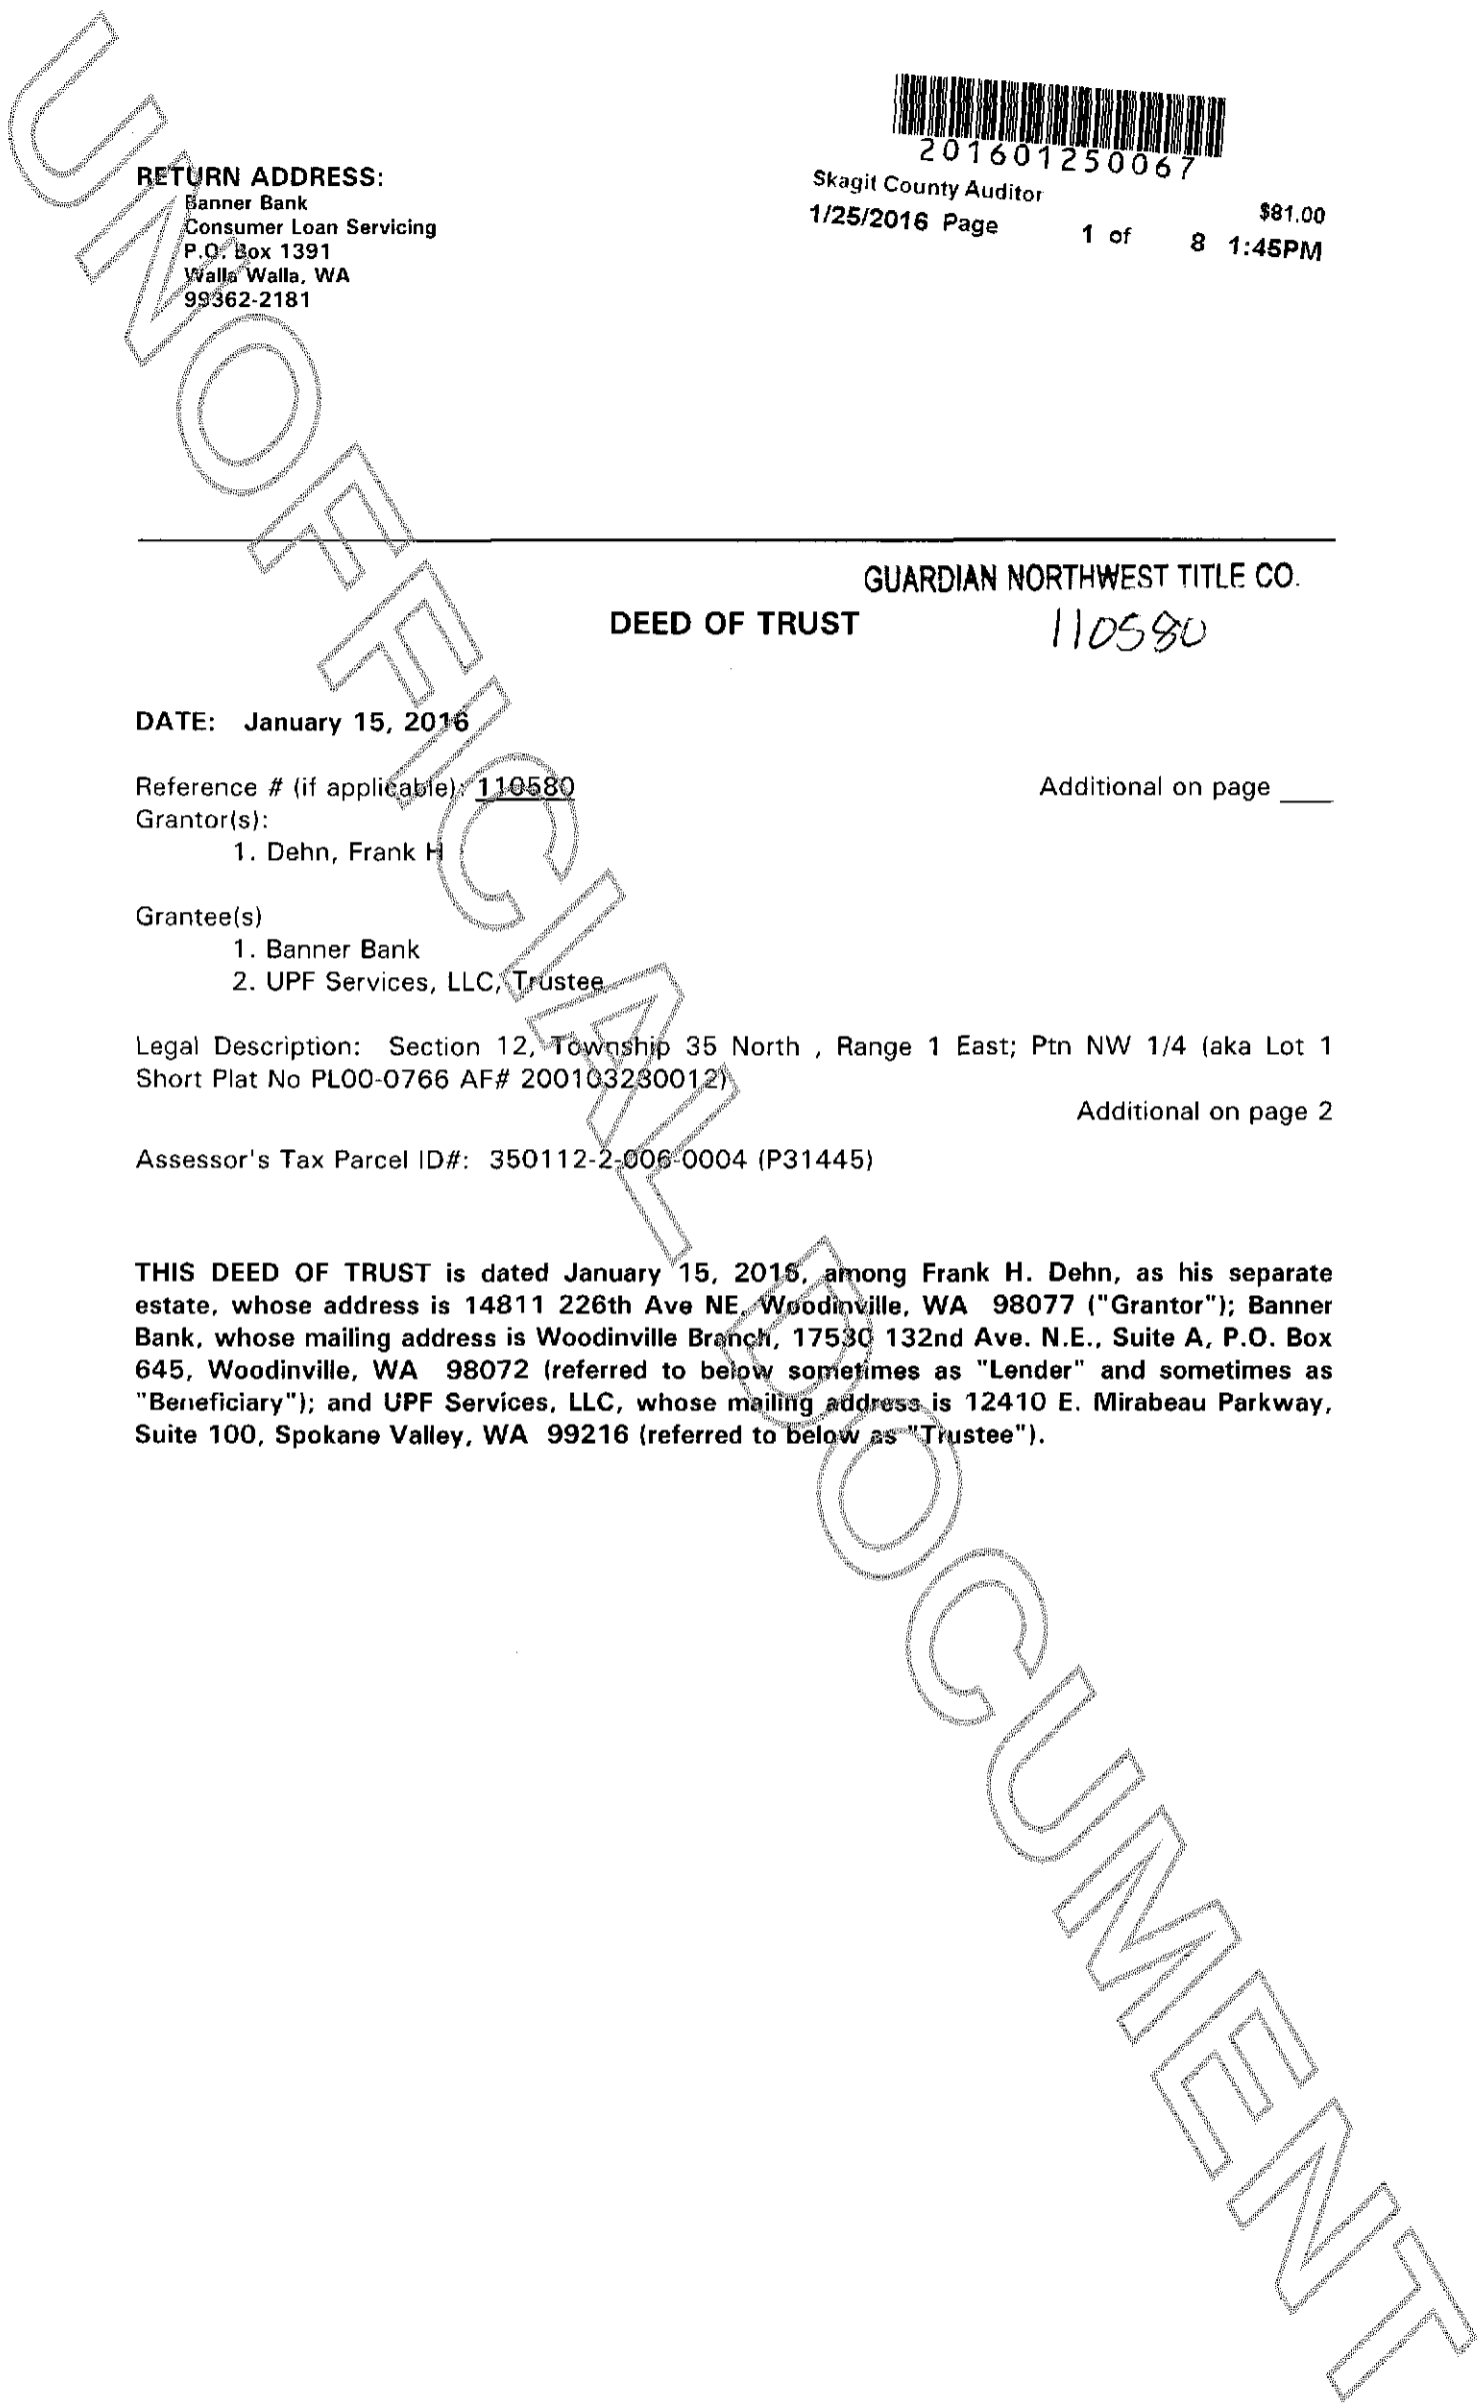 201601250067
Skagit County Auditor
$81.00
1/25/2016 Page 1 of 8 1:45PM
RETURN ADDRESS:
Banner Bank
Consumer Loan Servicing
P.O. Box 1391
Walla Walla, WA
99362-2181
GUARDIAN NORTHWEST TITLE CO.
DEED OF TRUST
110580
DATE: January 15, 2016
Reference # (if applicable): 110580 Additional on page ____
Grantor(s):
1. Dehn, Frank H
Grantee(s)
1. Banner Bank
2. UPF Services, LLC, Trustee
Legal Description: Section 12, Township 35 North , Range 1 East; Ptn NW 1/4 (aka Lot 1
Short Plat No PL00-0766 AF# 200103230012)
Additional on page 2
Assessor's Tax Parcel ID#: 350112-2-006-0004 (P31445)
THIS DEED OF TRUST is dated January 15, 2016, among Frank H. Dehn, as his separate
estate, whose address is 14811 226th Ave NE, Woodinville, WA 98077 ("Grantor"); Banner
Bank, whose mailing address is Woodinville Branch, 17530 132nd Ave. N.E., Suite A, P.O. Box
645, Woodinville, WA 98072 (referred to below sometimes as "Lender" and sometimes as
"Beneficiary"); and UPF Services, LLC, whose mailing address is 12410 E. Mirabeau Parkway,
Suite 100, Spokane Valley, WA 99216 (referred to below as "Trustee").
UNOFFICIAL DOCUMENT